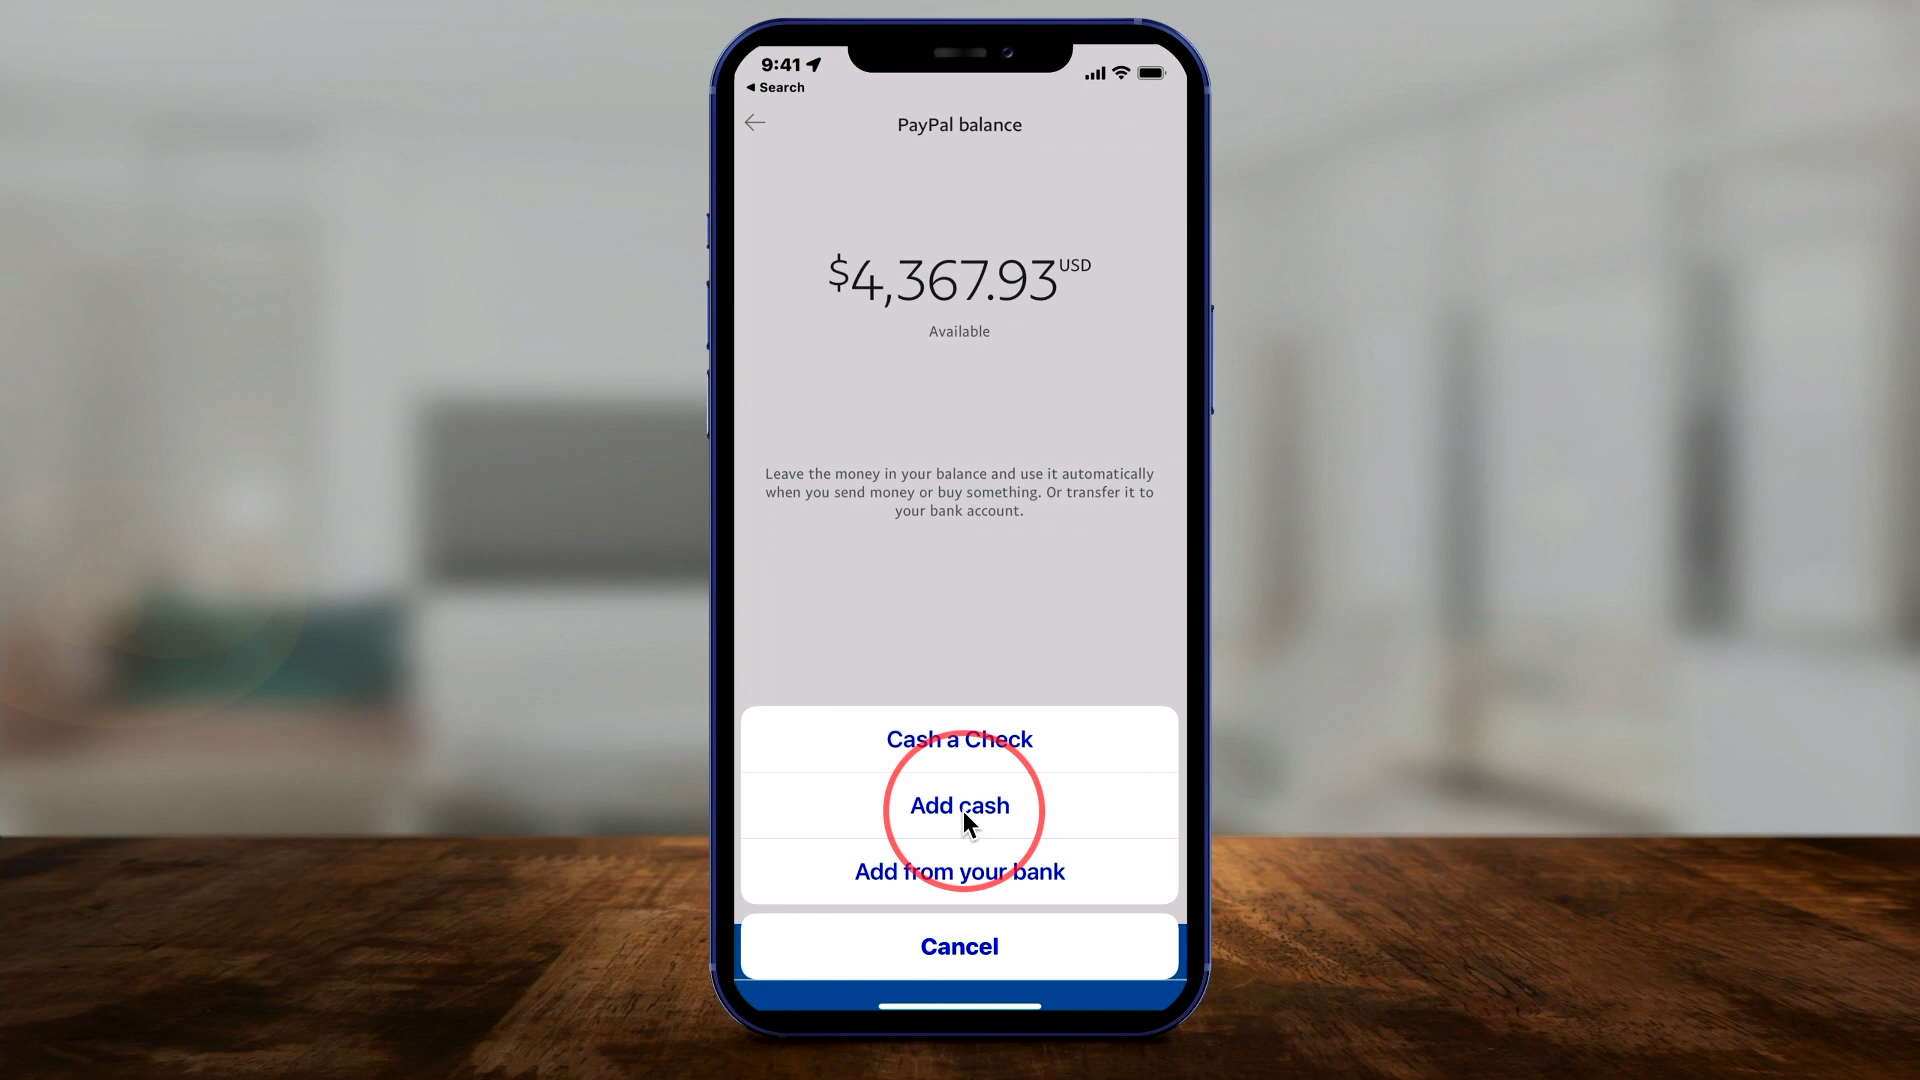 9:41
◀ Search
PayPal balance
$4,367.93 USD
Available
Leave the money in your balance and use it automatically
when you send money or buy something. Or transfer it to
your bank account.
Cash a Check
Add cash
Add from your bank
Cancel